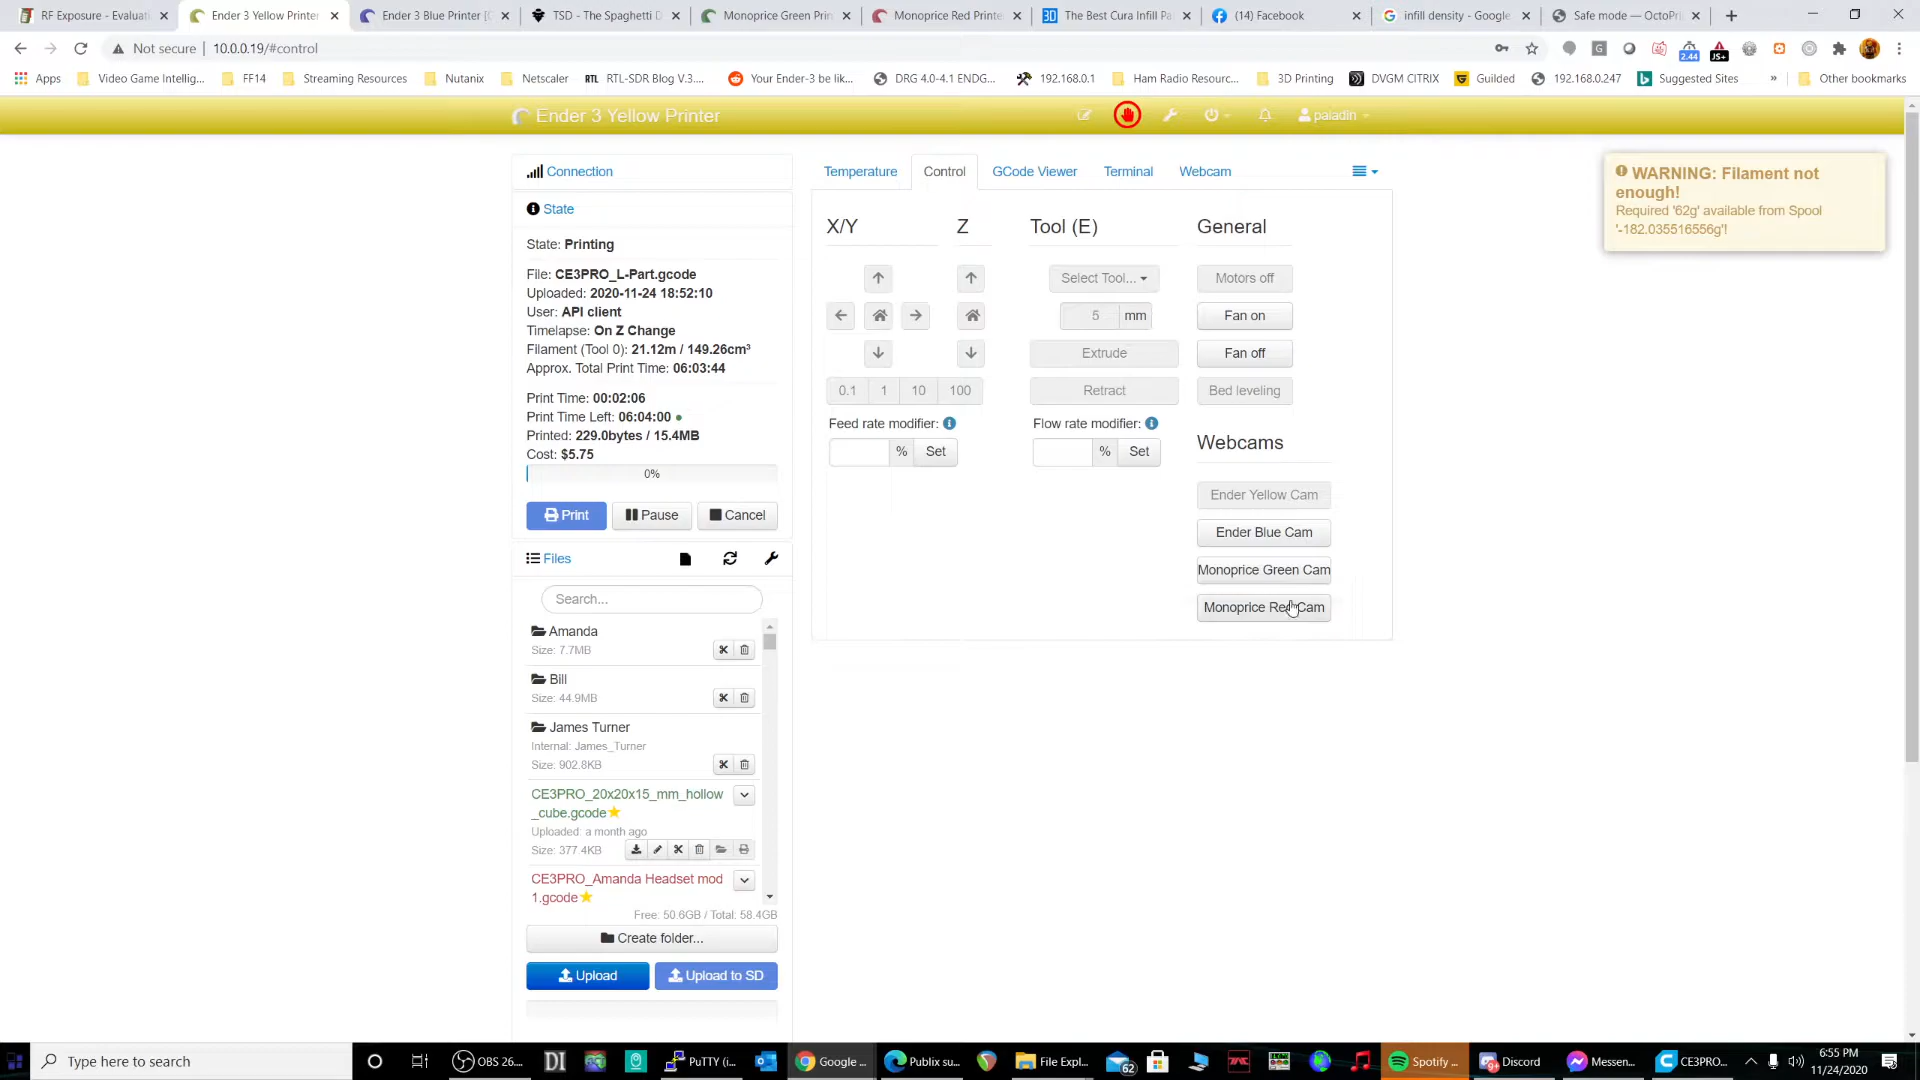 RF Exposure - Evaluati
Ender 3 Yellow Printer
Ender 3 Blue Printer [
TSD - The Spaghetti D
Monoprice Green Prin
Monoprice Red Printe
The Best Cura Infill Pa
(14) Facebook
infill density - Google
Safe mode — OctoPri
Not secure | 10.0.0.19/#control
2.44
JS+
Apps
Video Game Intellig...
FF14
Streaming Resources
Nutanix
Netscaler
RTL RTL-SDR Blog V.3....
Your Ender-3 be lik...
DRG 4.0-4.1 ENDG...
192.168.0.1
Ham Radio Resourc...
3D Printing
DVGM CITRIX
Guilded
192.168.0.247
Suggested Sites
»
Other bookmarks
Ender 3 Yellow Printer
paladin
Connection
State
State: Printing
File: CE3PRO_L-Part.gcode
Uploaded: 2020-11-24 18:52:10
User: API client
Timelapse: On Z Change
Filament (Tool 0): 21.12m / 149.26cm³
Approx. Total Print Time: 06:03:44
Print Time: 00:02:06
Print Time Left: 06:04:00
Printed: 229.0bytes / 15.4MB
Cost: $5.75
0%
Print
Pause
Cancel
Files
Search...
Amanda
Size: 7.7MB
Bill
Size: 44.9MB
James Turner
Internal: James_Turner
Size: 902.8KB
CE3PRO_20x20x15_mm_hollow
_cube.gcode
Uploaded: a month ago
Size: 377.4KB
CE3PRO_Amanda Headset mod
1.gcode
Free: 50.6GB / Total: 58.4GB
Create folder...
Upload
Upload to SD
Temperature
Control
GCode Viewer
Terminal
Webcam
X/Y
Z
Tool (E)
General
Select Tool...
Motors off
5 mm
Fan on
Extrude
Fan off
0.1 1 10 100
Retract
Bed leveling
Feed rate modifier:
Flow rate modifier:
% Set
% Set
Webcams
Ender Yellow Cam
Ender Blue Cam
Monoprice Green Cam
Monoprice Red Cam
WARNING: Filament not
enough!
Required '62g' available from Spool
'-182.035516556g'!
Type here to search
OBS 26...
DI
PuTTY (i...
Google ...
Publix su...
File Expl...
62
Spotify ...
Discord
Messen...
CE3PRO...
6:55 PM
11/24/2020